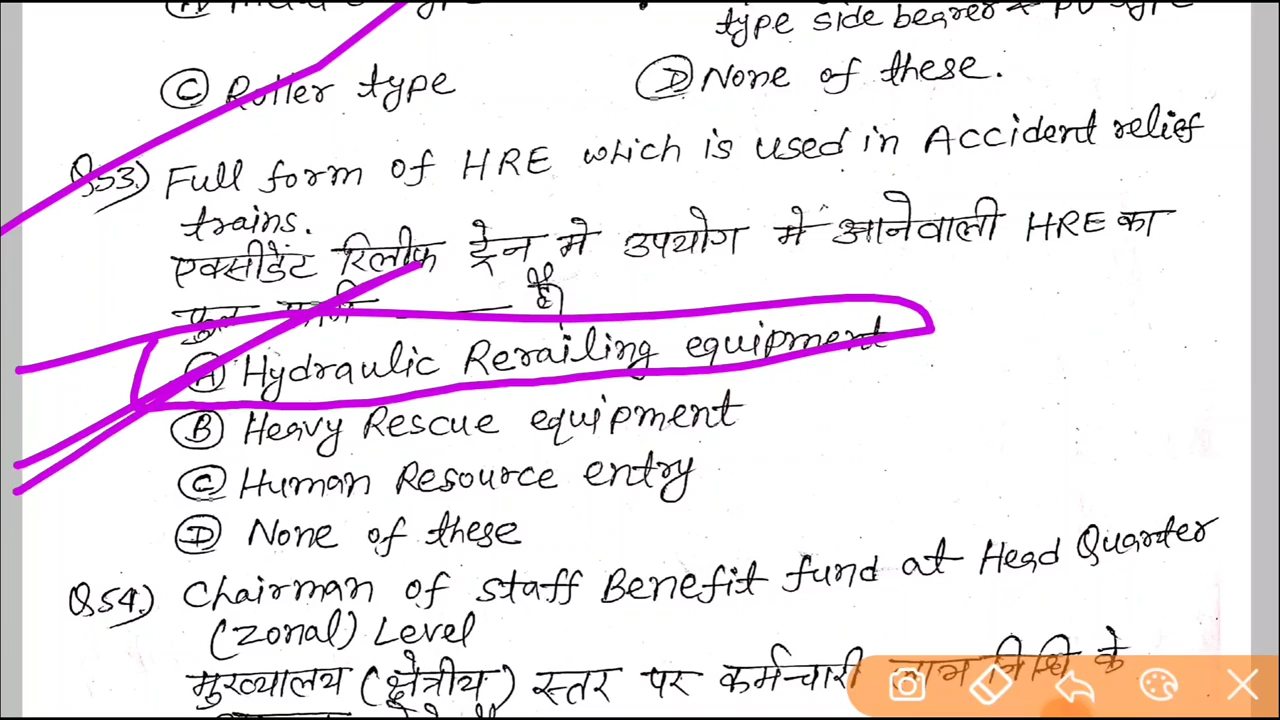 type side bearer
Ⓒ Roller type Ⓓ None of these.
Q53.) Full form of HRE which is used in Accident relief
trains.
एक्सीडेंट रिलीफ ट्रेन मे उपयोग में आनेवाली HRE का
फुल है
Ⓐ Hydraulic Rerailing equipment
Ⓑ Heavy Rescue equipment
Ⓒ Human Resource entry
Ⓓ None of these
Q54.) Chairman of staff Benefit fund at Head Quarter
(Zonal) Level
मुख्यालय (क्षेत्रीय) स्तर पर कर्मचारी लाभ निधि के